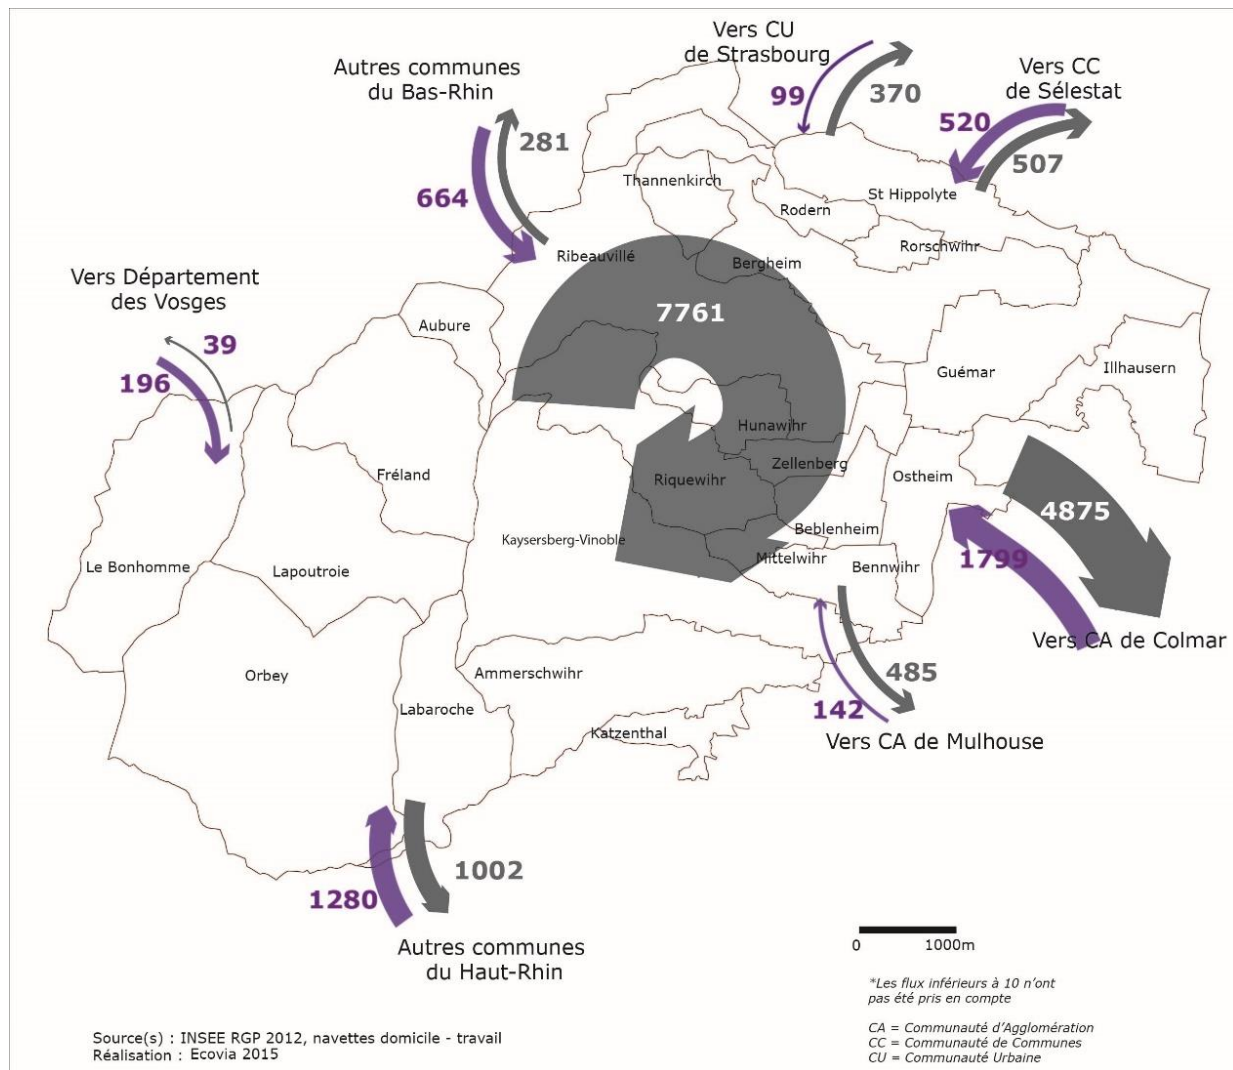 Vers CU
de Strasbourg
99
370
Autres communes
du Bas-Rhin
281
664
Vers CC
de Sélestat
520
507
Thannenkirch
Rodern
St Hippolyte
Rorschwihr
Ribeauvillé
Bergheim
Vers Département
des Vosges
39
196
Aubure
7761
Guémar
Illhausern
Hunawihr
Zellenberg
Riquewihr
Fréland
Ostheim
4875
1799
Beblenheim
Kaysersberg-Vinoble
Mittelwihr
Bennwihr
Le Bonhomme
Lapoutroie
Vers CA de Colmar
Orbey
Ammerschwihr
485
142
Labaroche
Katzenthal
Vers CA de Mulhouse
1002
1280
Autres communes
du Haut-Rhin
0 1000m
*Les flux inférieurs à 10 n'ont
pas été pris en compte
CA = Communauté d'Agglomération
CC = Communauté de Communes
CU = Communauté Urbaine
Source(s) : INSEE RGP 2012, navettes domicile - travail
Réalisation : Ecovia 2015